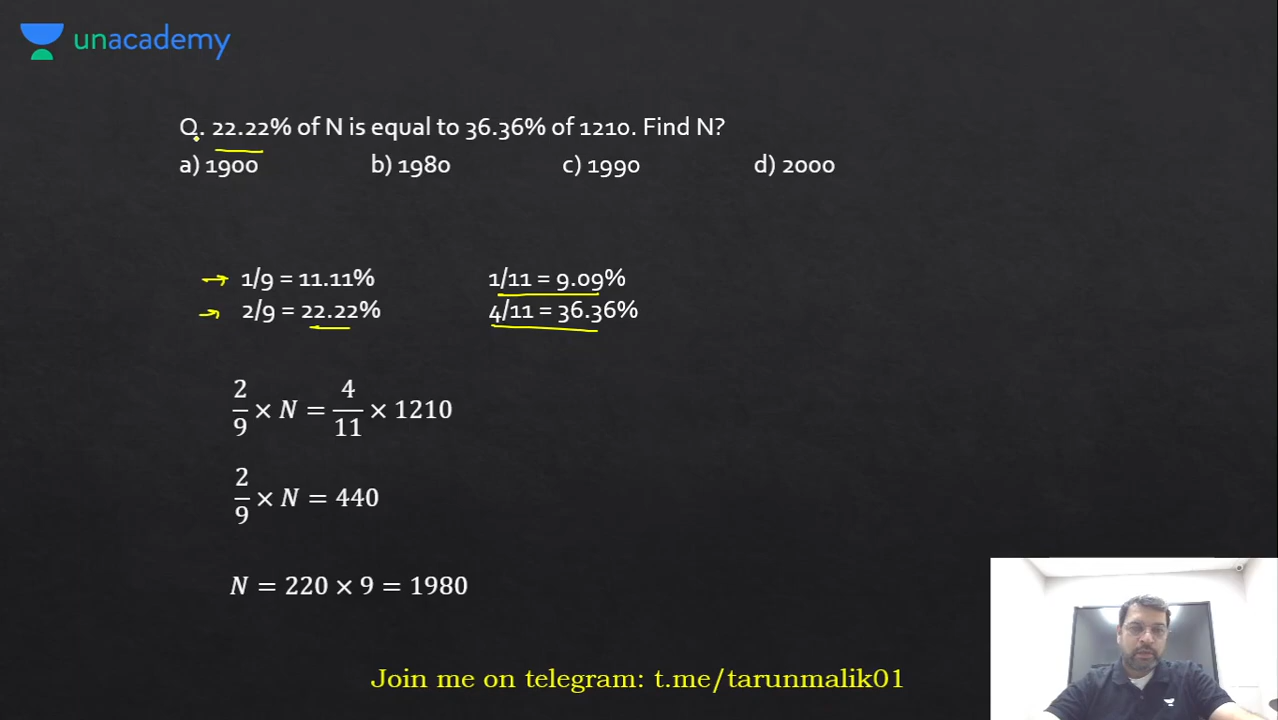 unacademy
Q. 22.22% of N is equal to 36.36% of 1210. Find N?
a) 1900 b) 1980 c) 1990 d) 2000
1/9 = 11.11% 1/11 = 9.09%
2/9 = 22.22% 4/11 = 36.36%
2/9 × N = 4/11 × 1210
2/9 × N = 440
N = 220 × 9 = 1980
Join me on telegram: t.me/tarunmalik01